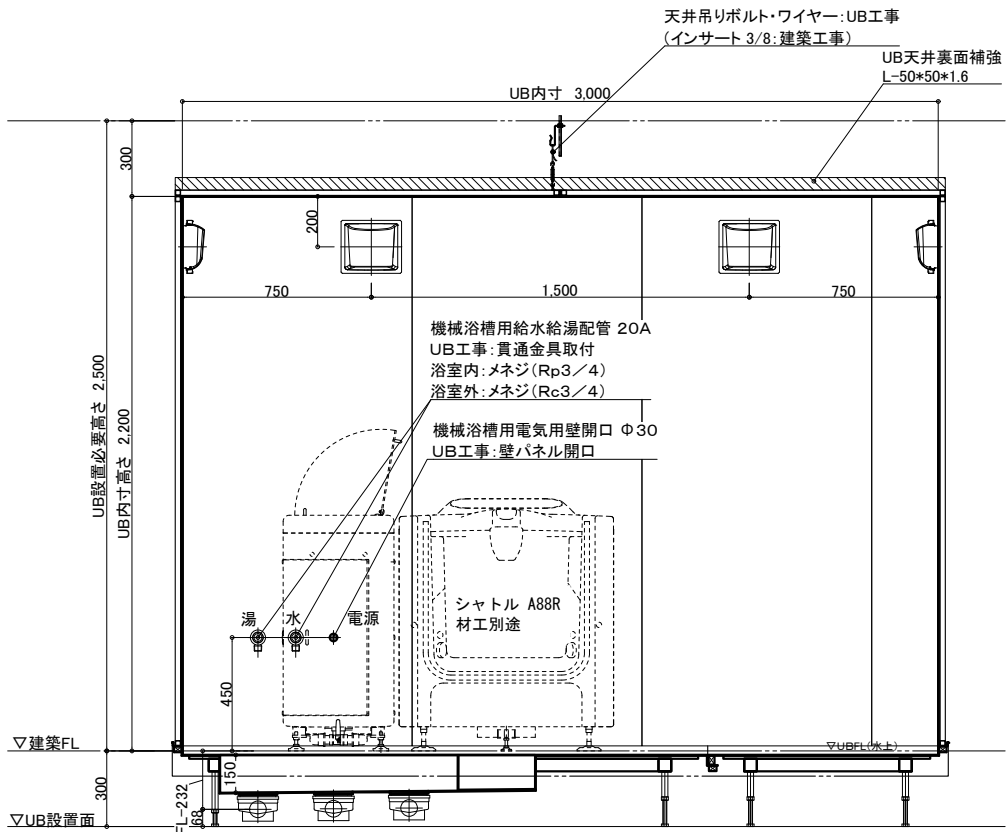 天井吊りボルト・ワイヤー：UB工事
（インサート 3/8：建築工事）
UB天井裏面補強
L-50*50*1.6
UB内寸 3,000
300
200
750
1,500
750
機械浴槽用給水給湯配管 20A
UB工事：貫通金具取付
浴室内：メネジ（Rp3／4）
浴室外：メネジ（Rc3／4）
機械浴槽用電気用壁開口 Φ30
UB工事：壁パネル開口
UB設置必要高さ 2,500
UB内寸高さ 2,200
シャトル A88R
材工別途
湯
水
電源
450
▽建築FL
▽UBFL(水上)
150
300
FL-232
68
▽UB設置面